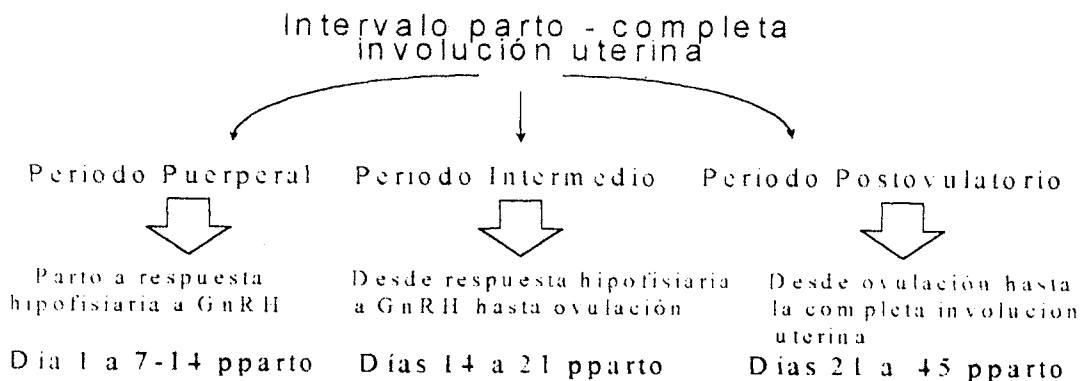 Intervalo parto - completa
involución uterina
Periodo Puerperal
Periodo Intermedio
Periodo Postovulatorio
Parto a respuesta
hipofisiaria a GnRH
Dia 1 a 7-14 pparto
Desde respuesta hipofisiaria
a GnRH hasta ovulación
Días 14 a 21 pparto
Desde ovulación hasta
la completa involucion
uterina
Dias 21 a 45 pparto